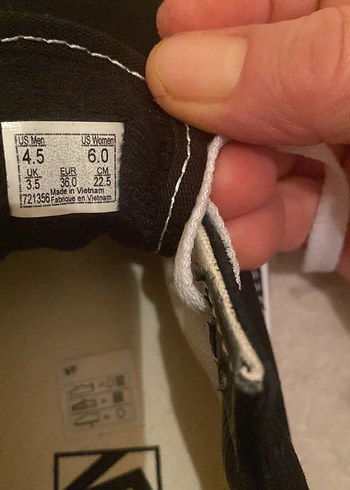 US Men US Women
4.5 6.0
UK EUR CM
3.5 36.0 22.5
Made in Vietnam
721356 Fabrique en Vietnam